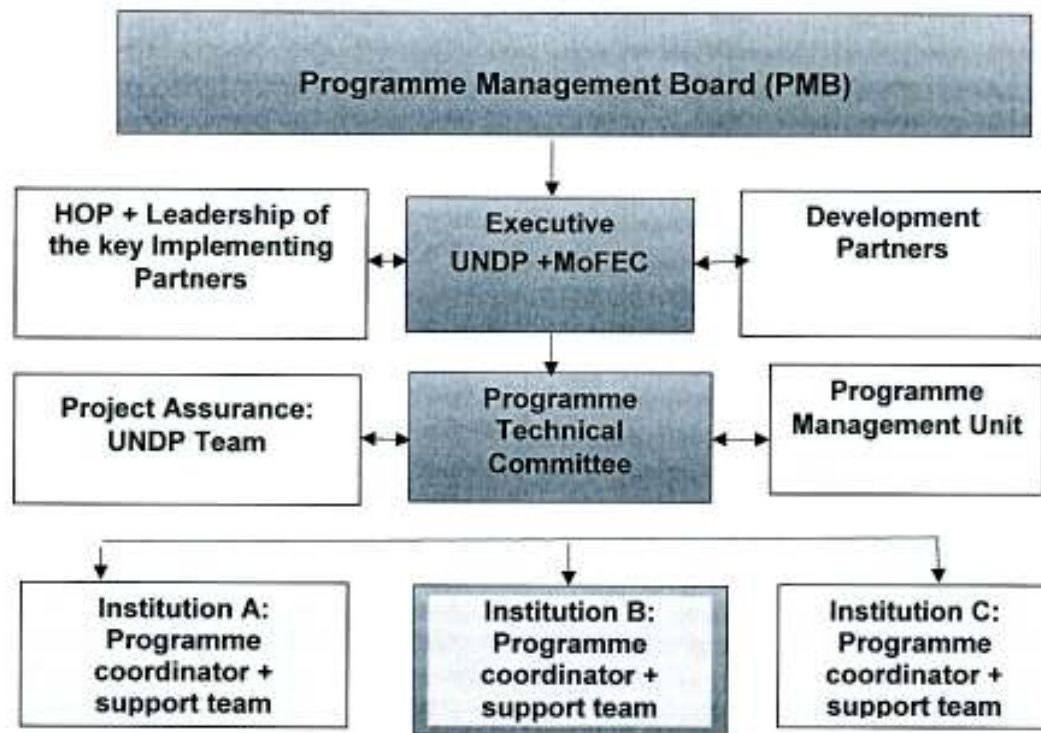 Programme Management Board (PMB)
HOP + Leadership of
the key Implementing
Partners
Executive
UNDP +MoFEC
Development
Partners
Project Assurance:
UNDP Team
Programme
Technical
Committee
Programme
Management Unit
Institution A:
Programme
coordinator +
support team
Institution B:
Programme
coordinator +
support team
Institution C:
Programme
coordinator +
support team